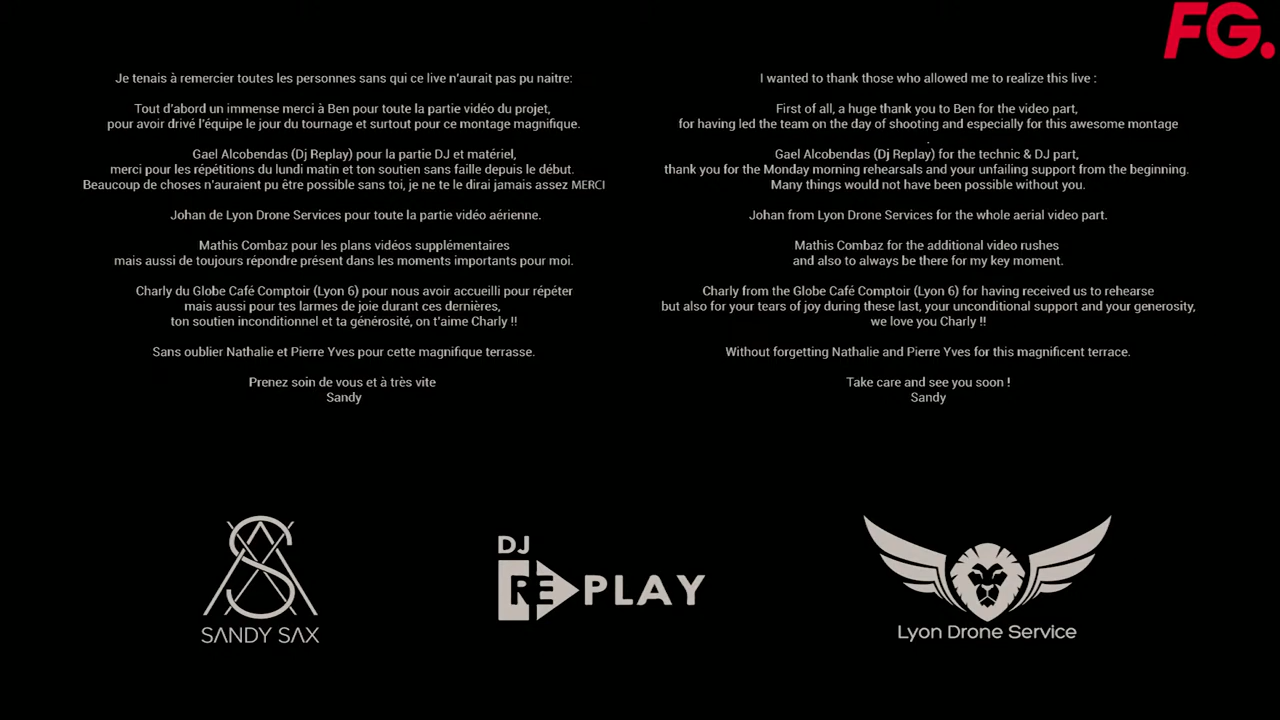 FG.
Je tenais à remercier toutes les personnes sans qui ce live n'aurait pas pu naitre:
Tout d'abord un immense merci à Ben pour toute la partie vidéo du projet,
pour avoir drivé l'équipe le jour du tournage et surtout pour ce montage magnifique.
Gael Alcobendas (Dj Replay) pour la partie DJ et matériel,
merci pour les répétitions du lundi matin et ton soutien sans faille depuis le début.
Beaucoup de choses n'auraient pu être possible sans toi, je ne te le dirai jamais assez MERCI
Johan de Lyon Drone Services pour toute la partie vidéo aérienne.
Mathis Combaz pour les plans vidéos supplémentaires
mais aussi de toujours répondre présent dans les moments importants pour moi.
Charly du Globe Café Comptoir (Lyon 6) pour nous avoir accueilli pour répéter
mais aussi pour tes larmes de joie durant ces dernières,
ton soutien inconditionnel et ta générosité, on t'aime Charly !!
Sans oublier Nathalie et Pierre Yves pour cette magnifique terrasse.
Prenez soin de vous et à très vite
Sandy
I wanted to thank those who allowed me to realize this live :
First of all, a huge thank you to Ben for the video part,
for having led the team on the day of shooting and especially for this awesome montage
.
Gael Alcobendas (Dj Replay) for the technic & DJ part,
thank you for the Monday morning rehearsals and your unfailing support from the beginning.
Many things would not have been possible without you.
Johan from Lyon Drone Services for the whole aerial video part.
Mathis Combaz for the additional video rushes
and also to always be there for my key moment.
Charly from the Globe Café Comptoir (Lyon 6) for having received us to rehearse
but also for your tears of joy during these last, your unconditional support and your generosity,
we love you Charly !!
Without forgetting Nathalie and Pierre Yves for this magnificent terrace.
Take care and see you soon !
Sandy
SANDY SAX
DJ
REPLAY
Lyon Drone Service